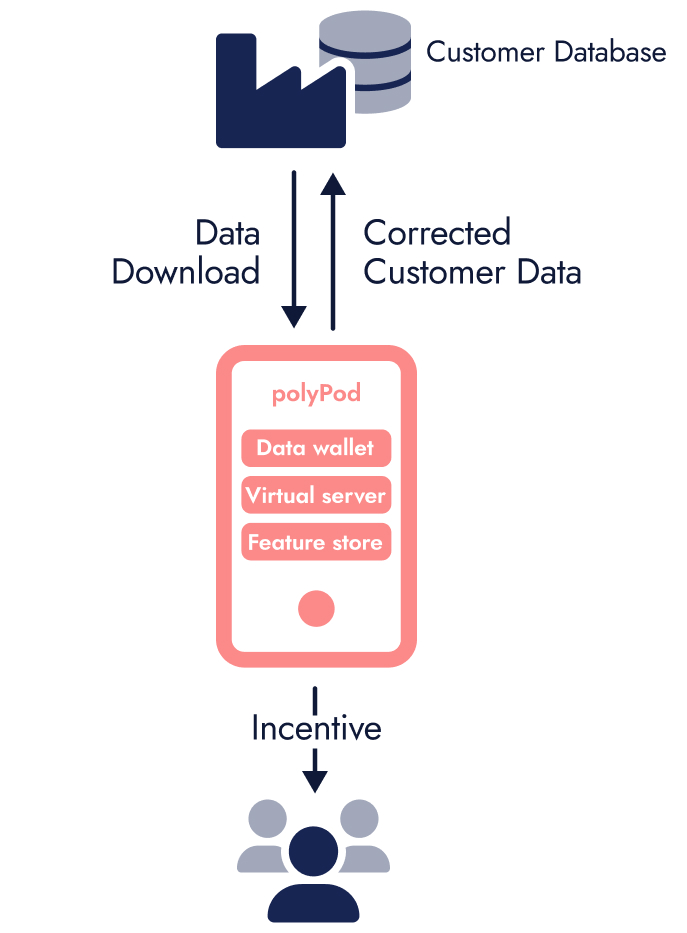 Customer Database
Data
Download
Corrected
Customer Data
polyPod
Data wallet
Virtual server
Feature store
Incentive